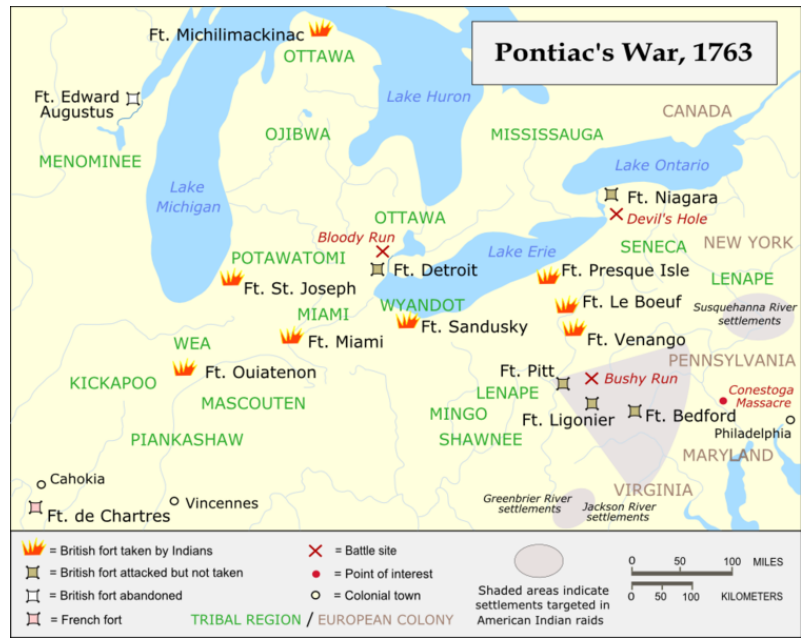 Pontiac's War, 1763
Ft. Michilimackinac
OTTAWA
Ft. Edward
Augustus
Lake Huron
CANADA
OJIBWA
MISSISSAUGA
MENOMINEE
Lake Ontario
Lake
Michigan
Ft. Niagara
OTTAWA
Devil's Hole
Bloody Run
SENECA
NEW YORK
Lake Erie
POTAWATOMI
Ft. Detroit
Ft. Presque Isle
LENAPE
Ft. St. Joseph
WYANDOT
Ft. Le Boeuf
Susquehanna River
settlements
MIAMI
Ft. Sandusky
Ft. Venango
WEA
Ft. Miami
PENNSYLVANIA
Ft. Ouiatenon
Ft. Pitt
Bushy Run
KICKAPOO
LENAPE
Conestoga
Massacre
MASCOUTEN
MINGO
Ft. Ligonier
Ft. Bedford
PIANKASHAW
SHAWNEE
Philadelphia
MARYLAND
Cahokia
VIRGINIA
Vincennes
Greenbrier River
settlements
Jackson River
settlements
Ft. de Chartres
= British fort taken by Indians
= British fort attacked but not taken
= British fort abandoned
= French fort
= Battle site
= Point of interest
= Colonial town
TRIBAL REGION / EUROPEAN COLONY
Shaded areas indicate
settlements targeted in
American Indian raids
0 50 100 MILES
0 50 100 KILOMETERS